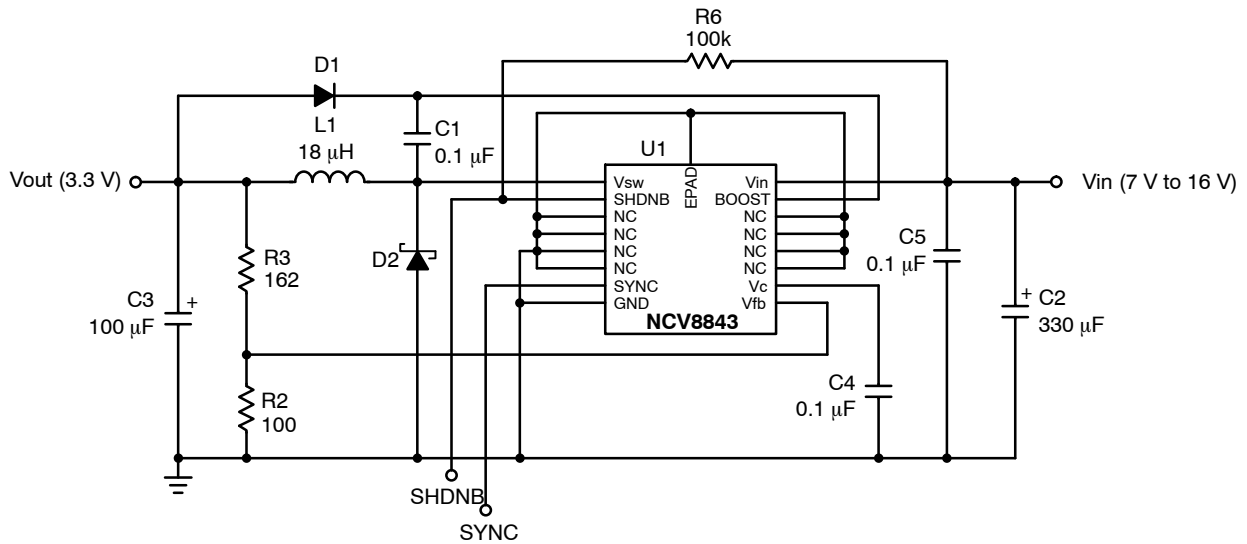 R6
100k
D1
L1
18 μH
C1
0.1 μF
U1
Vout (3.3 V)
Vin (7 V to 16 V)
EPAD
Vsw
SHDNB
NC
NC
NC
NC
SYNC
GND
Vin
BOOST
NC
NC
NC
NC
Vc
Vfb
NCV8843
R3
162
D2
C3
+
100 μF
C5
0.1 μF
+
C2
330 μF
C4
0.1 μF
R2
100
SHDNB
SYNC